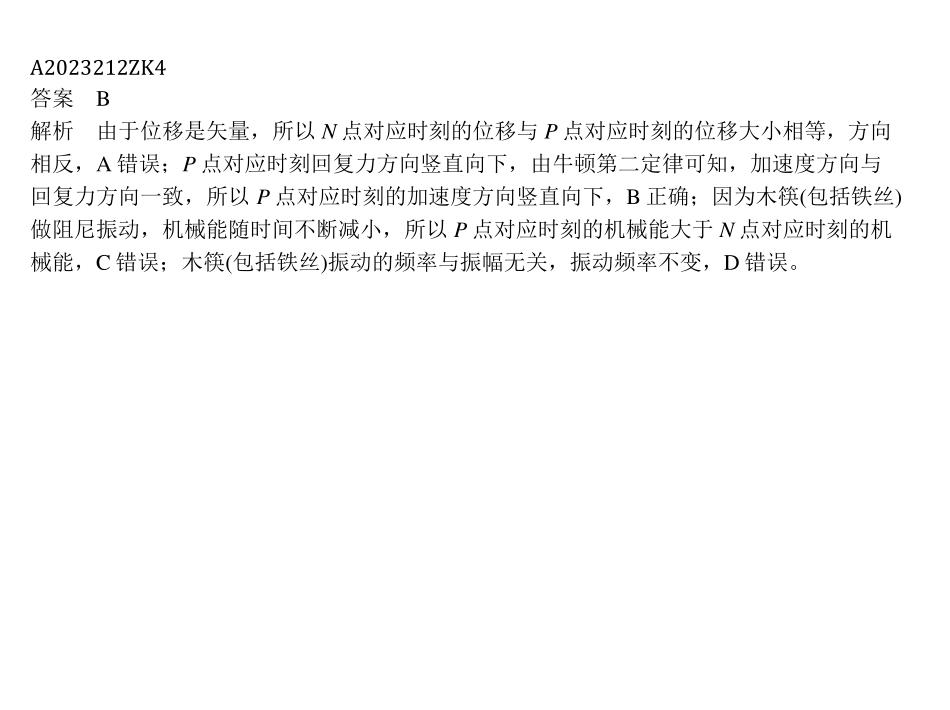 A2023212ZK4
答案 B
解析 由于位移是矢量，所以 N 点对应时刻的位移与 P 点对应时刻的位移大小相等，方向
相反，A 错误；P 点对应时刻回复力方向竖直向下，由牛顿第二定律可知，加速度方向与
回复力方向一致，所以 P 点对应时刻的加速度方向竖直向下，B 正确；因为木筷(包括铁丝)
做阻尼振动，机械能随时间不断减小，所以 P 点对应时刻的机械能大于 N 点对应时刻的机
械能，C 错误；木筷(包括铁丝)振动的频率与振幅无关，振动频率不变，D 错误。